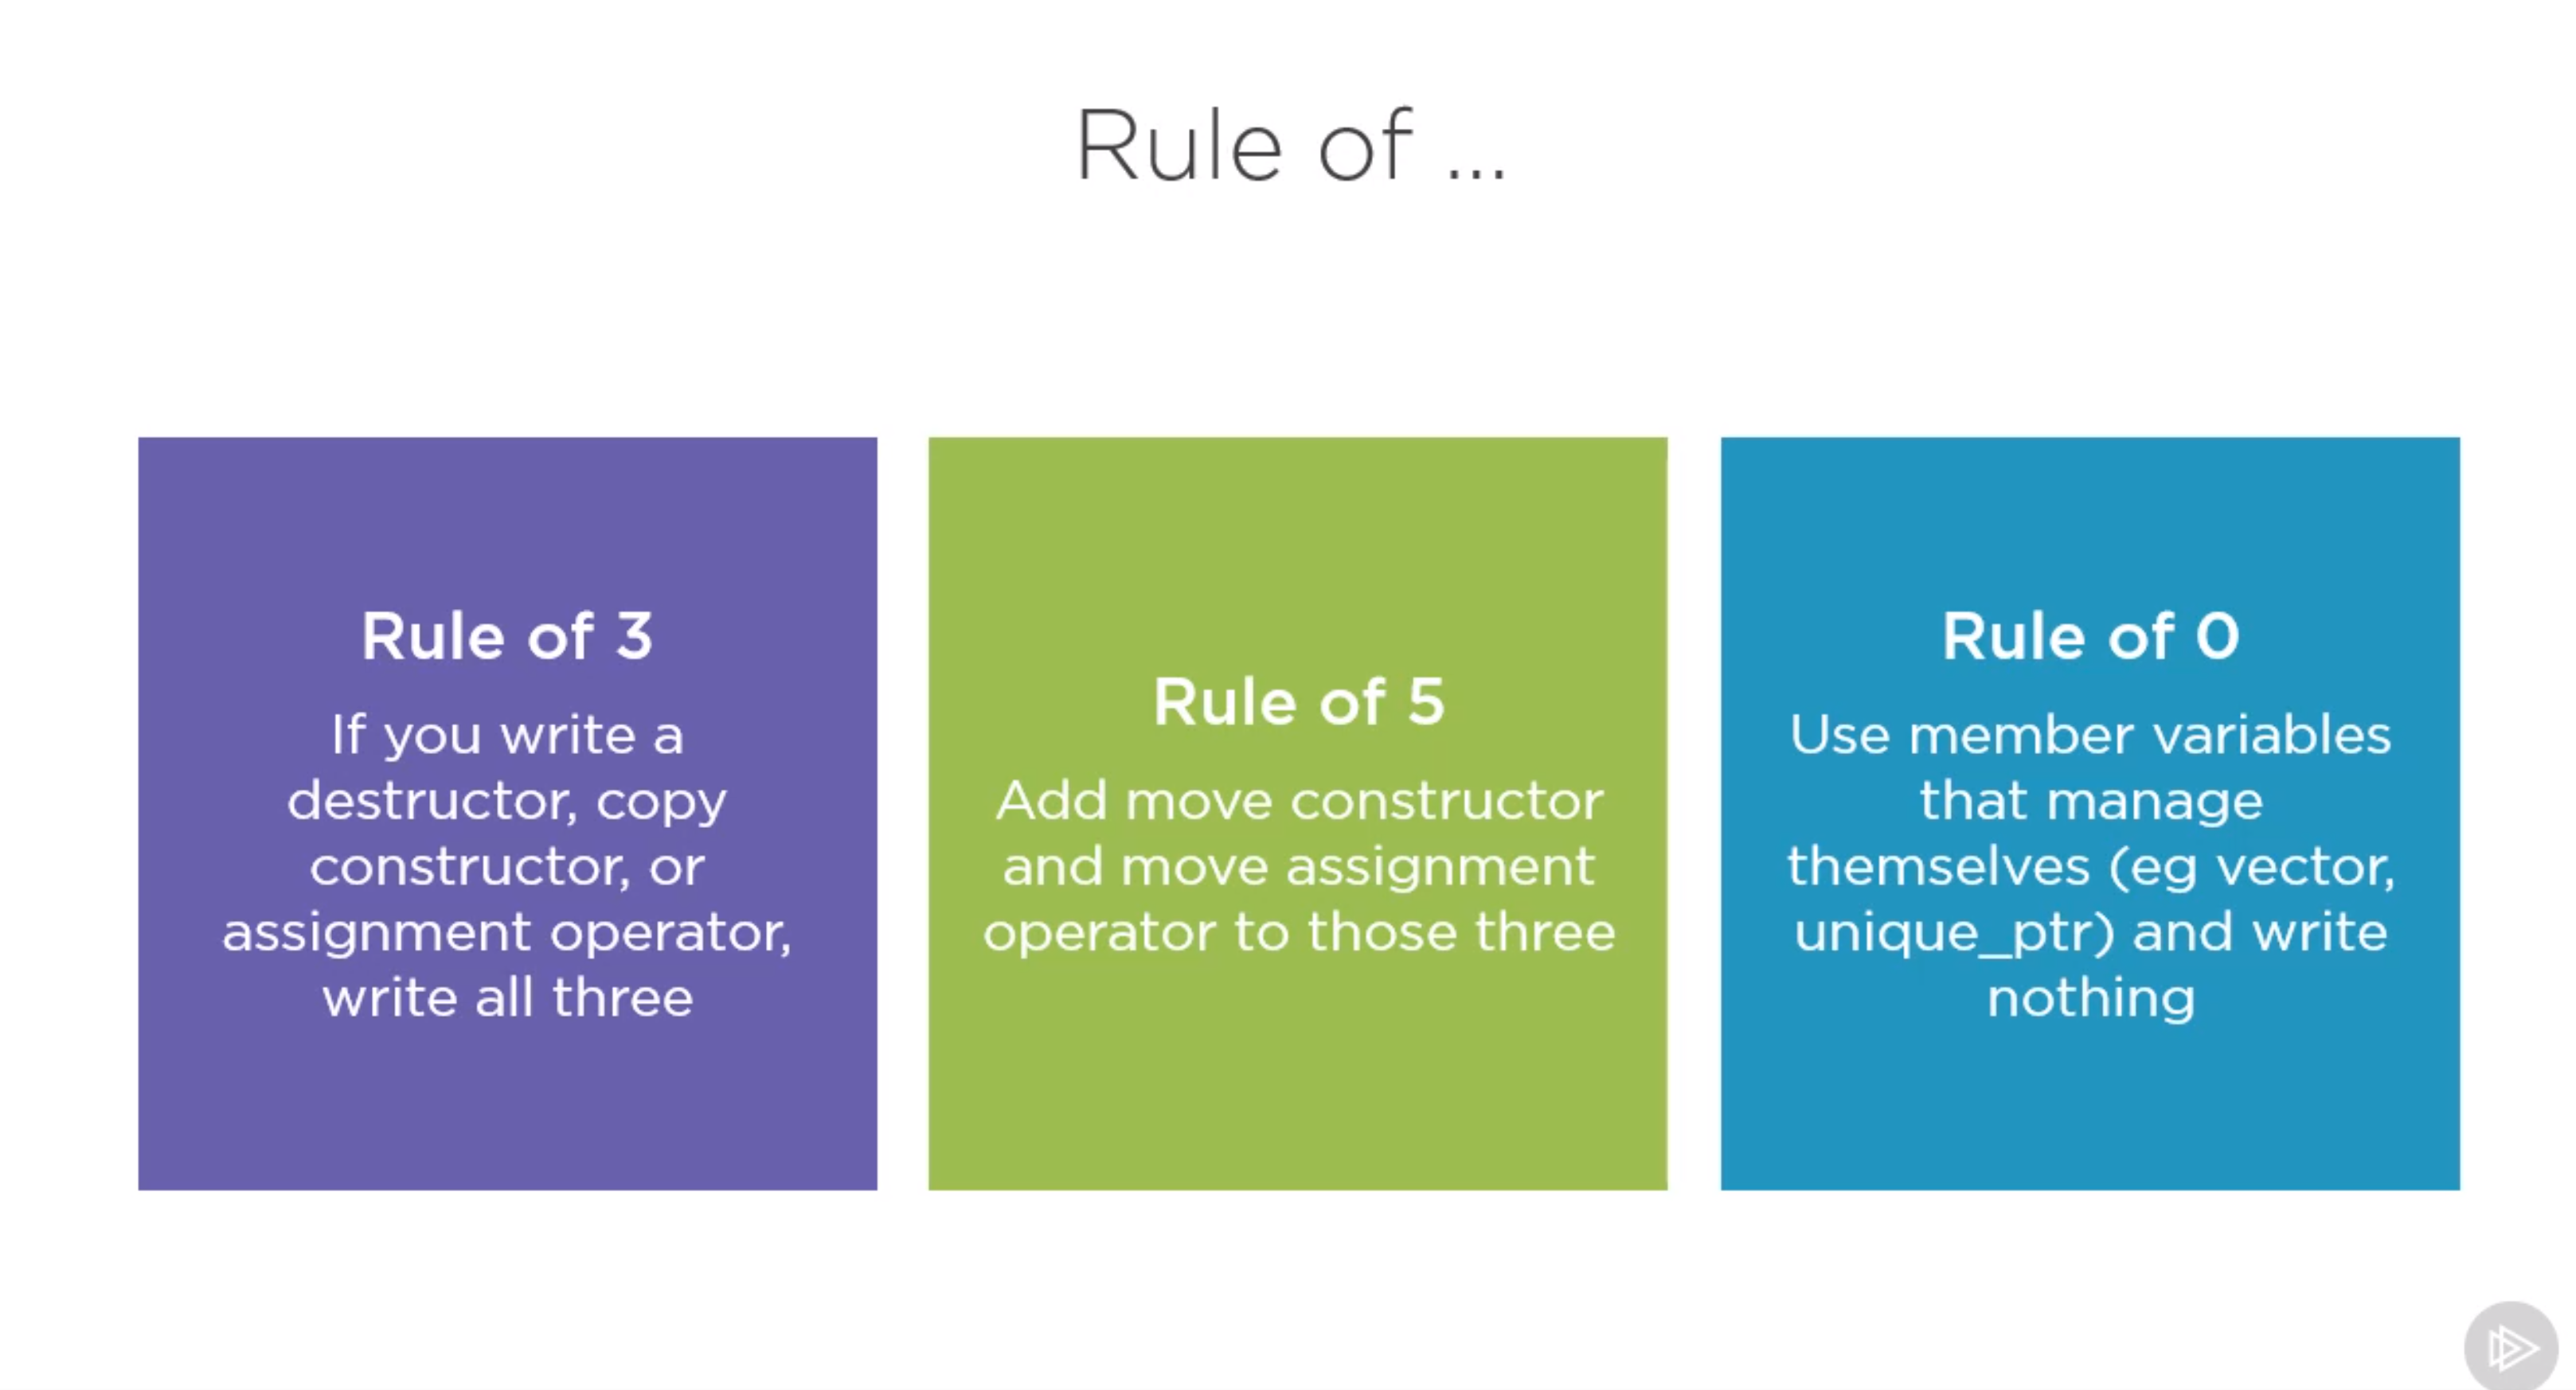 Rule of ...
Rule of 3
If you write a
destructor, copy
constructor, or
assignment operator,
write all three
Rule of 5
Add move constructor
and move assignment
operator to those three
Rule of 0
Use member variables
that manage
themselves (eg vector,
unique_ptr) and write
nothing